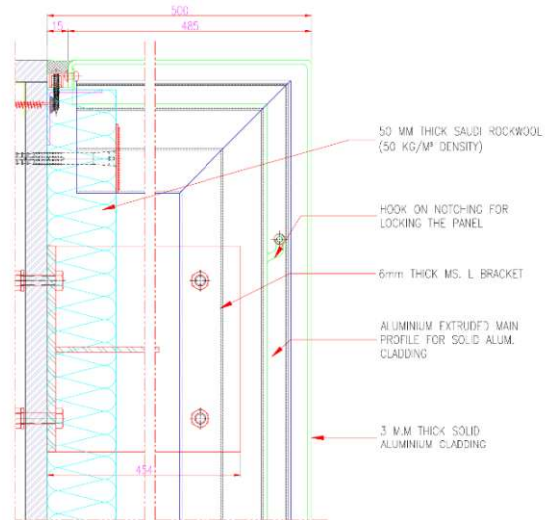 500
15
485
50 MM THICK SAUDI ROCKWOOL
(50 KG/M³ DENSITY)
HOOK ON NOTCHING FOR
LOCKING THE PANEL
6mm THICK MS. L BRACKET
ALUMINIUM EXTRUDED MAIN
PROFILE FOR SOLID ALUM.
CLADDING
3 M.M THICK SOLID
ALUMINIUM CLADDING
454